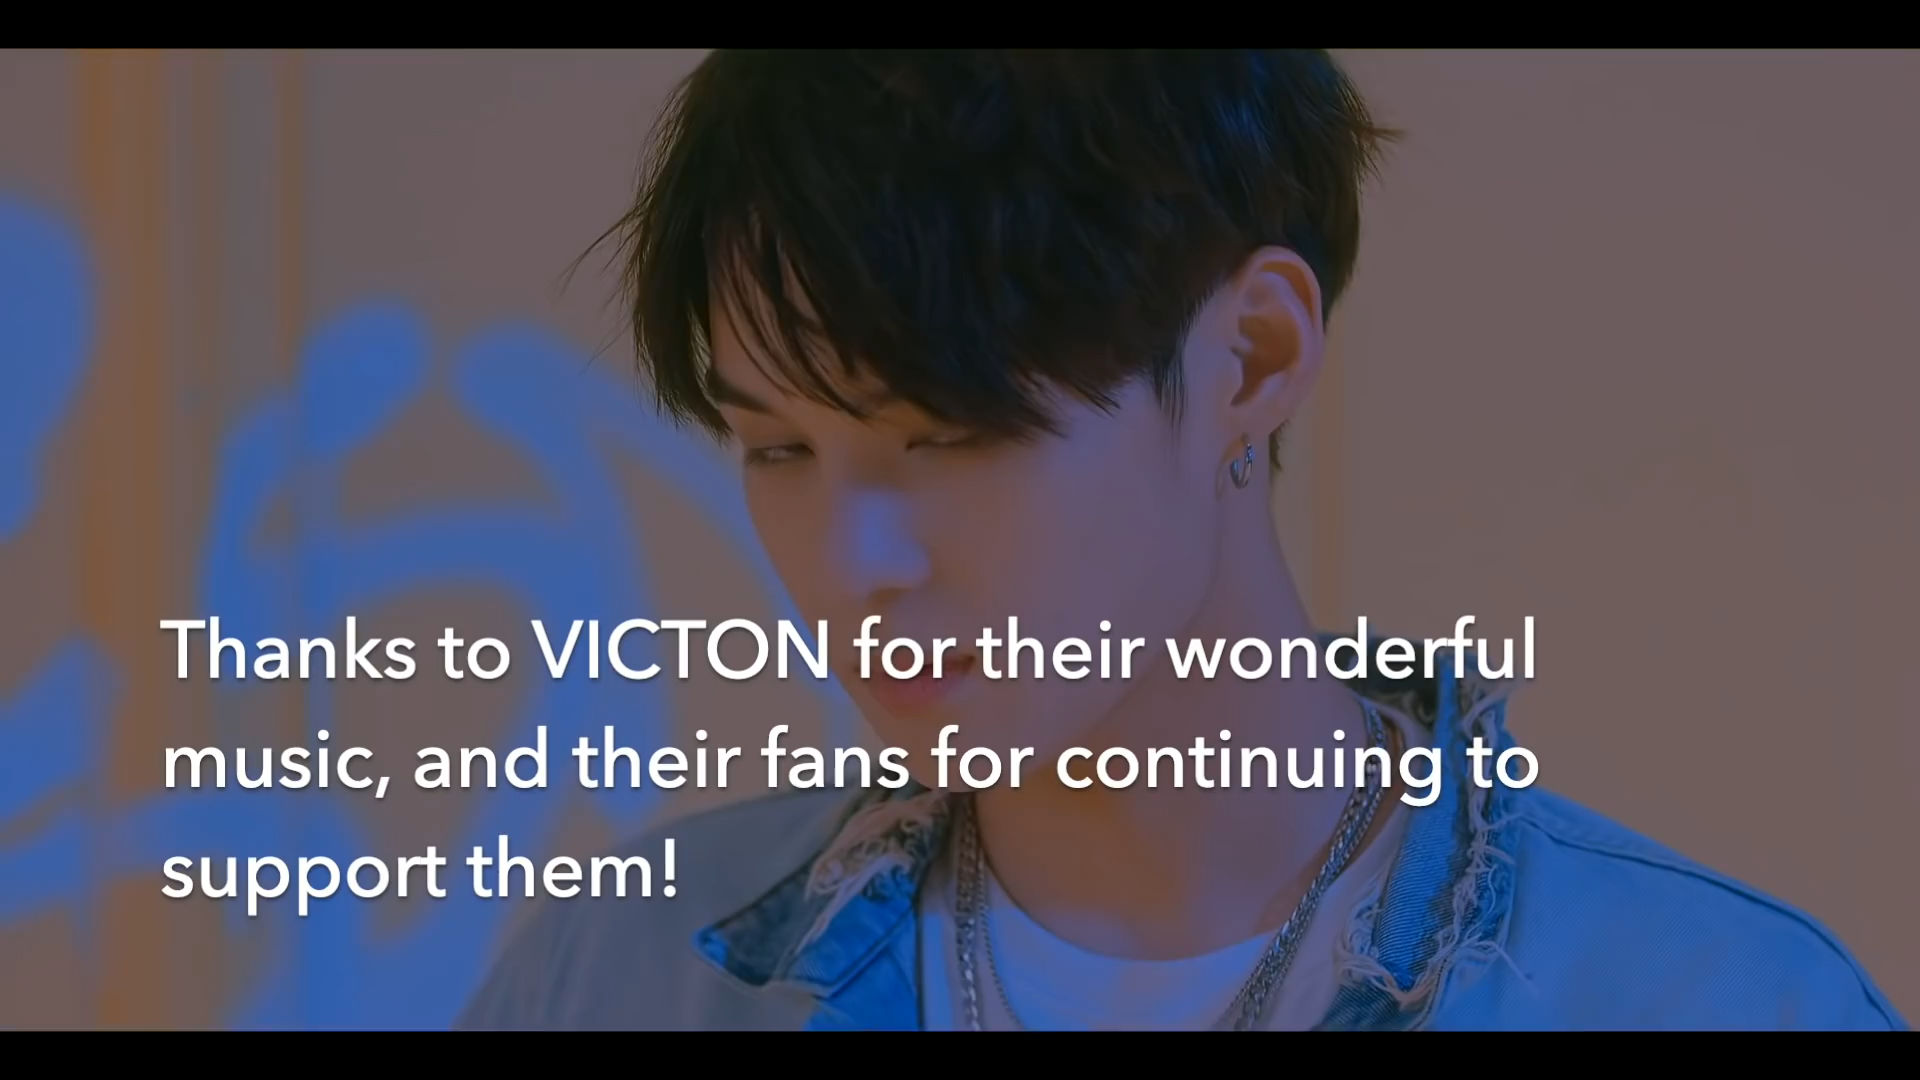 Thanks to VICTON for their wonderful
music, and their fans for continuing to
support them!